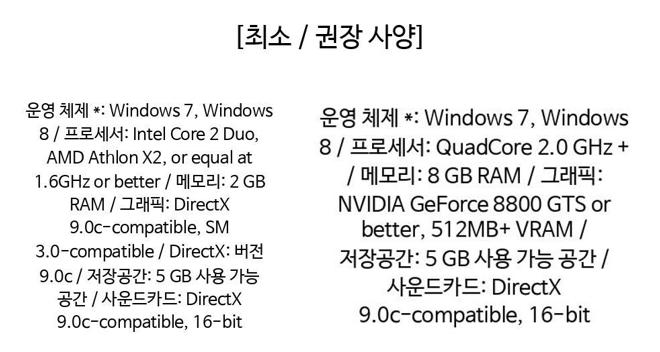 [최소 / 권장 사양]
운영 체제 *: Windows 7, Windows
8 / 프로세서: Intel Core 2 Duo,
AMD Athlon X2, or equal at
1.6GHz or better / 메모리: 2 GB
RAM / 그래픽: DirectX
9.0c-compatible, SM
3.0-compatible / DirectX: 버전
9.0c / 저장공간: 5 GB 사용 가능
공간 / 사운드카드: DirectX
9.0c-compatible, 16-bit
운영 체제 *: Windows 7, Windows
8 / 프로세서: QuadCore 2.0 GHz +
/ 메모리: 8 GB RAM / 그래픽:
NVIDIA GeForce 8800 GTS or
better, 512MB+ VRAM /
저장공간: 5 GB 사용 가능 공간 /
사운드카드: DirectX
9.0c-compatible, 16-bit